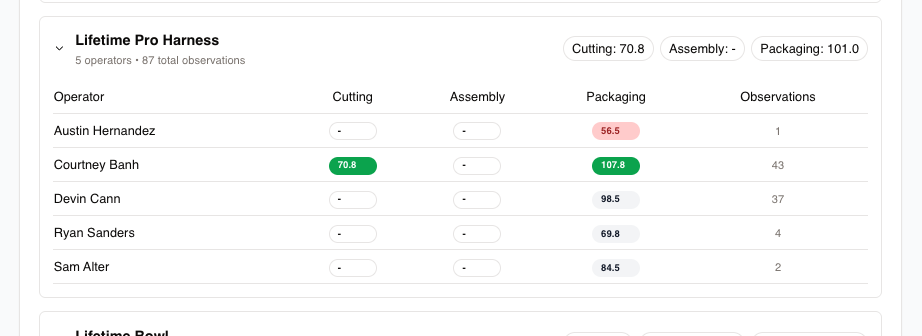 Lifetime Pro Harness
5 operators • 87 total observations
Cutting: 70.8 Assembly: - Packaging: 101.0
Operator Cutting Assembly Packaging Observations
Austin Hernandez - - 56.5 1
Courtney Banh 70.8 - 107.8 43
Devin Cann - - 98.5 37
Ryan Sanders - - 69.8 4
Sam Alter - - 84.5 2
Lifetime Bowl